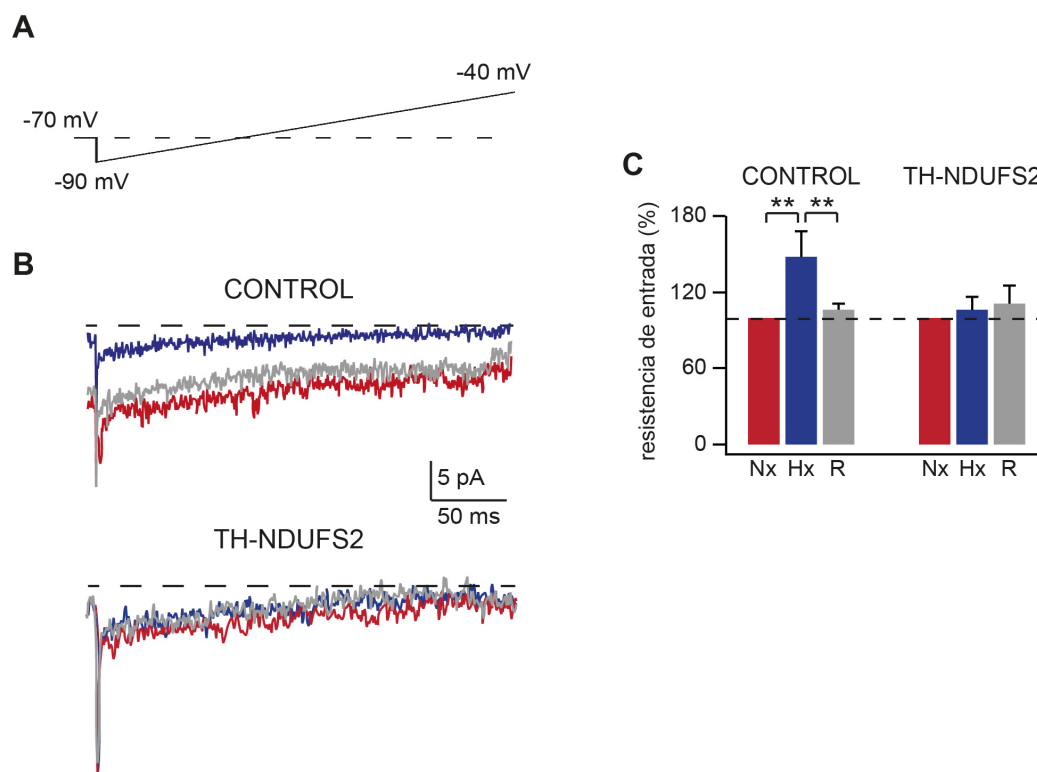 A
-40 mV
-70 mV
-90 mV
B
CONTROL
5 pA
50 ms
TH-NDUFS2
C
CONTROL
TH-NDUFS2
** **
resistencia de entrada (%)
180
120
60
0
Nx Hx R Nx Hx R